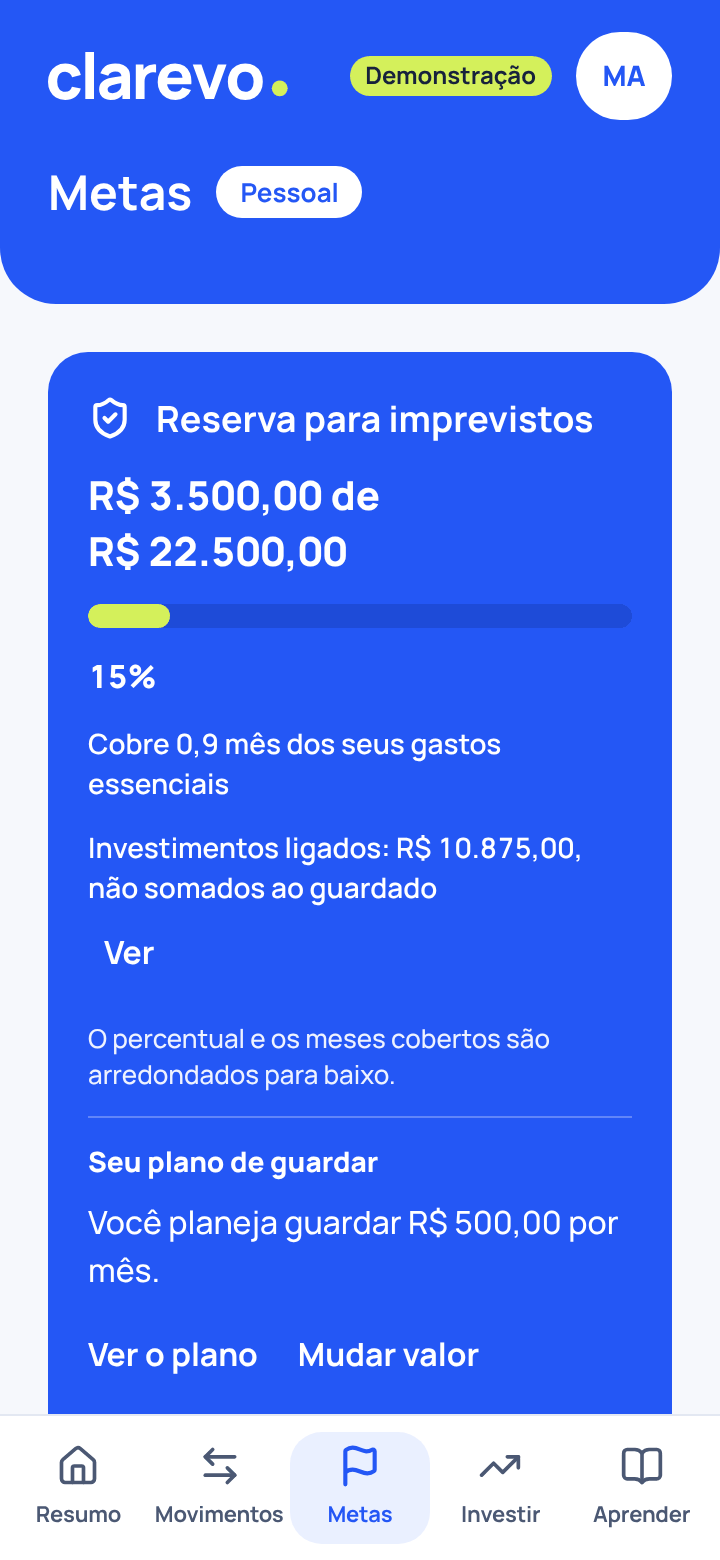 clarevo.
Demonstração
MA
Metas
Pessoal
Reserva para imprevistos
R$ 3.500,00 de
R$ 22.500,00
15%
Cobre 0,9 mês dos seus gastos
essenciais
Investimentos ligados: R$ 10.875,00,
não somados ao guardado
Ver
O percentual e os meses cobertos são
arredondados para baixo.
Seu plano de guardar
Você planeja guardar R$ 500,00 por
mês.
Ver o plano
Mudar valor
Resumo
Movimentos
Metas
Investir
Aprender